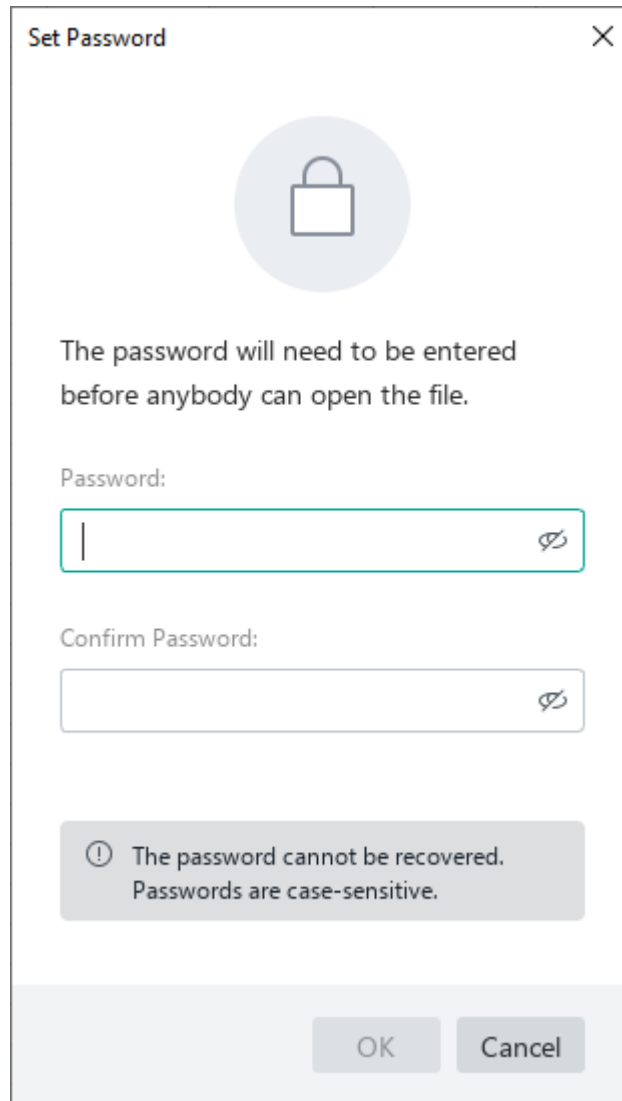 Set Password
The password will need to be entered
before anybody can open the file.
Password:
Confirm Password:
The password cannot be recovered.
Passwords are case-sensitive.
OK
Cancel